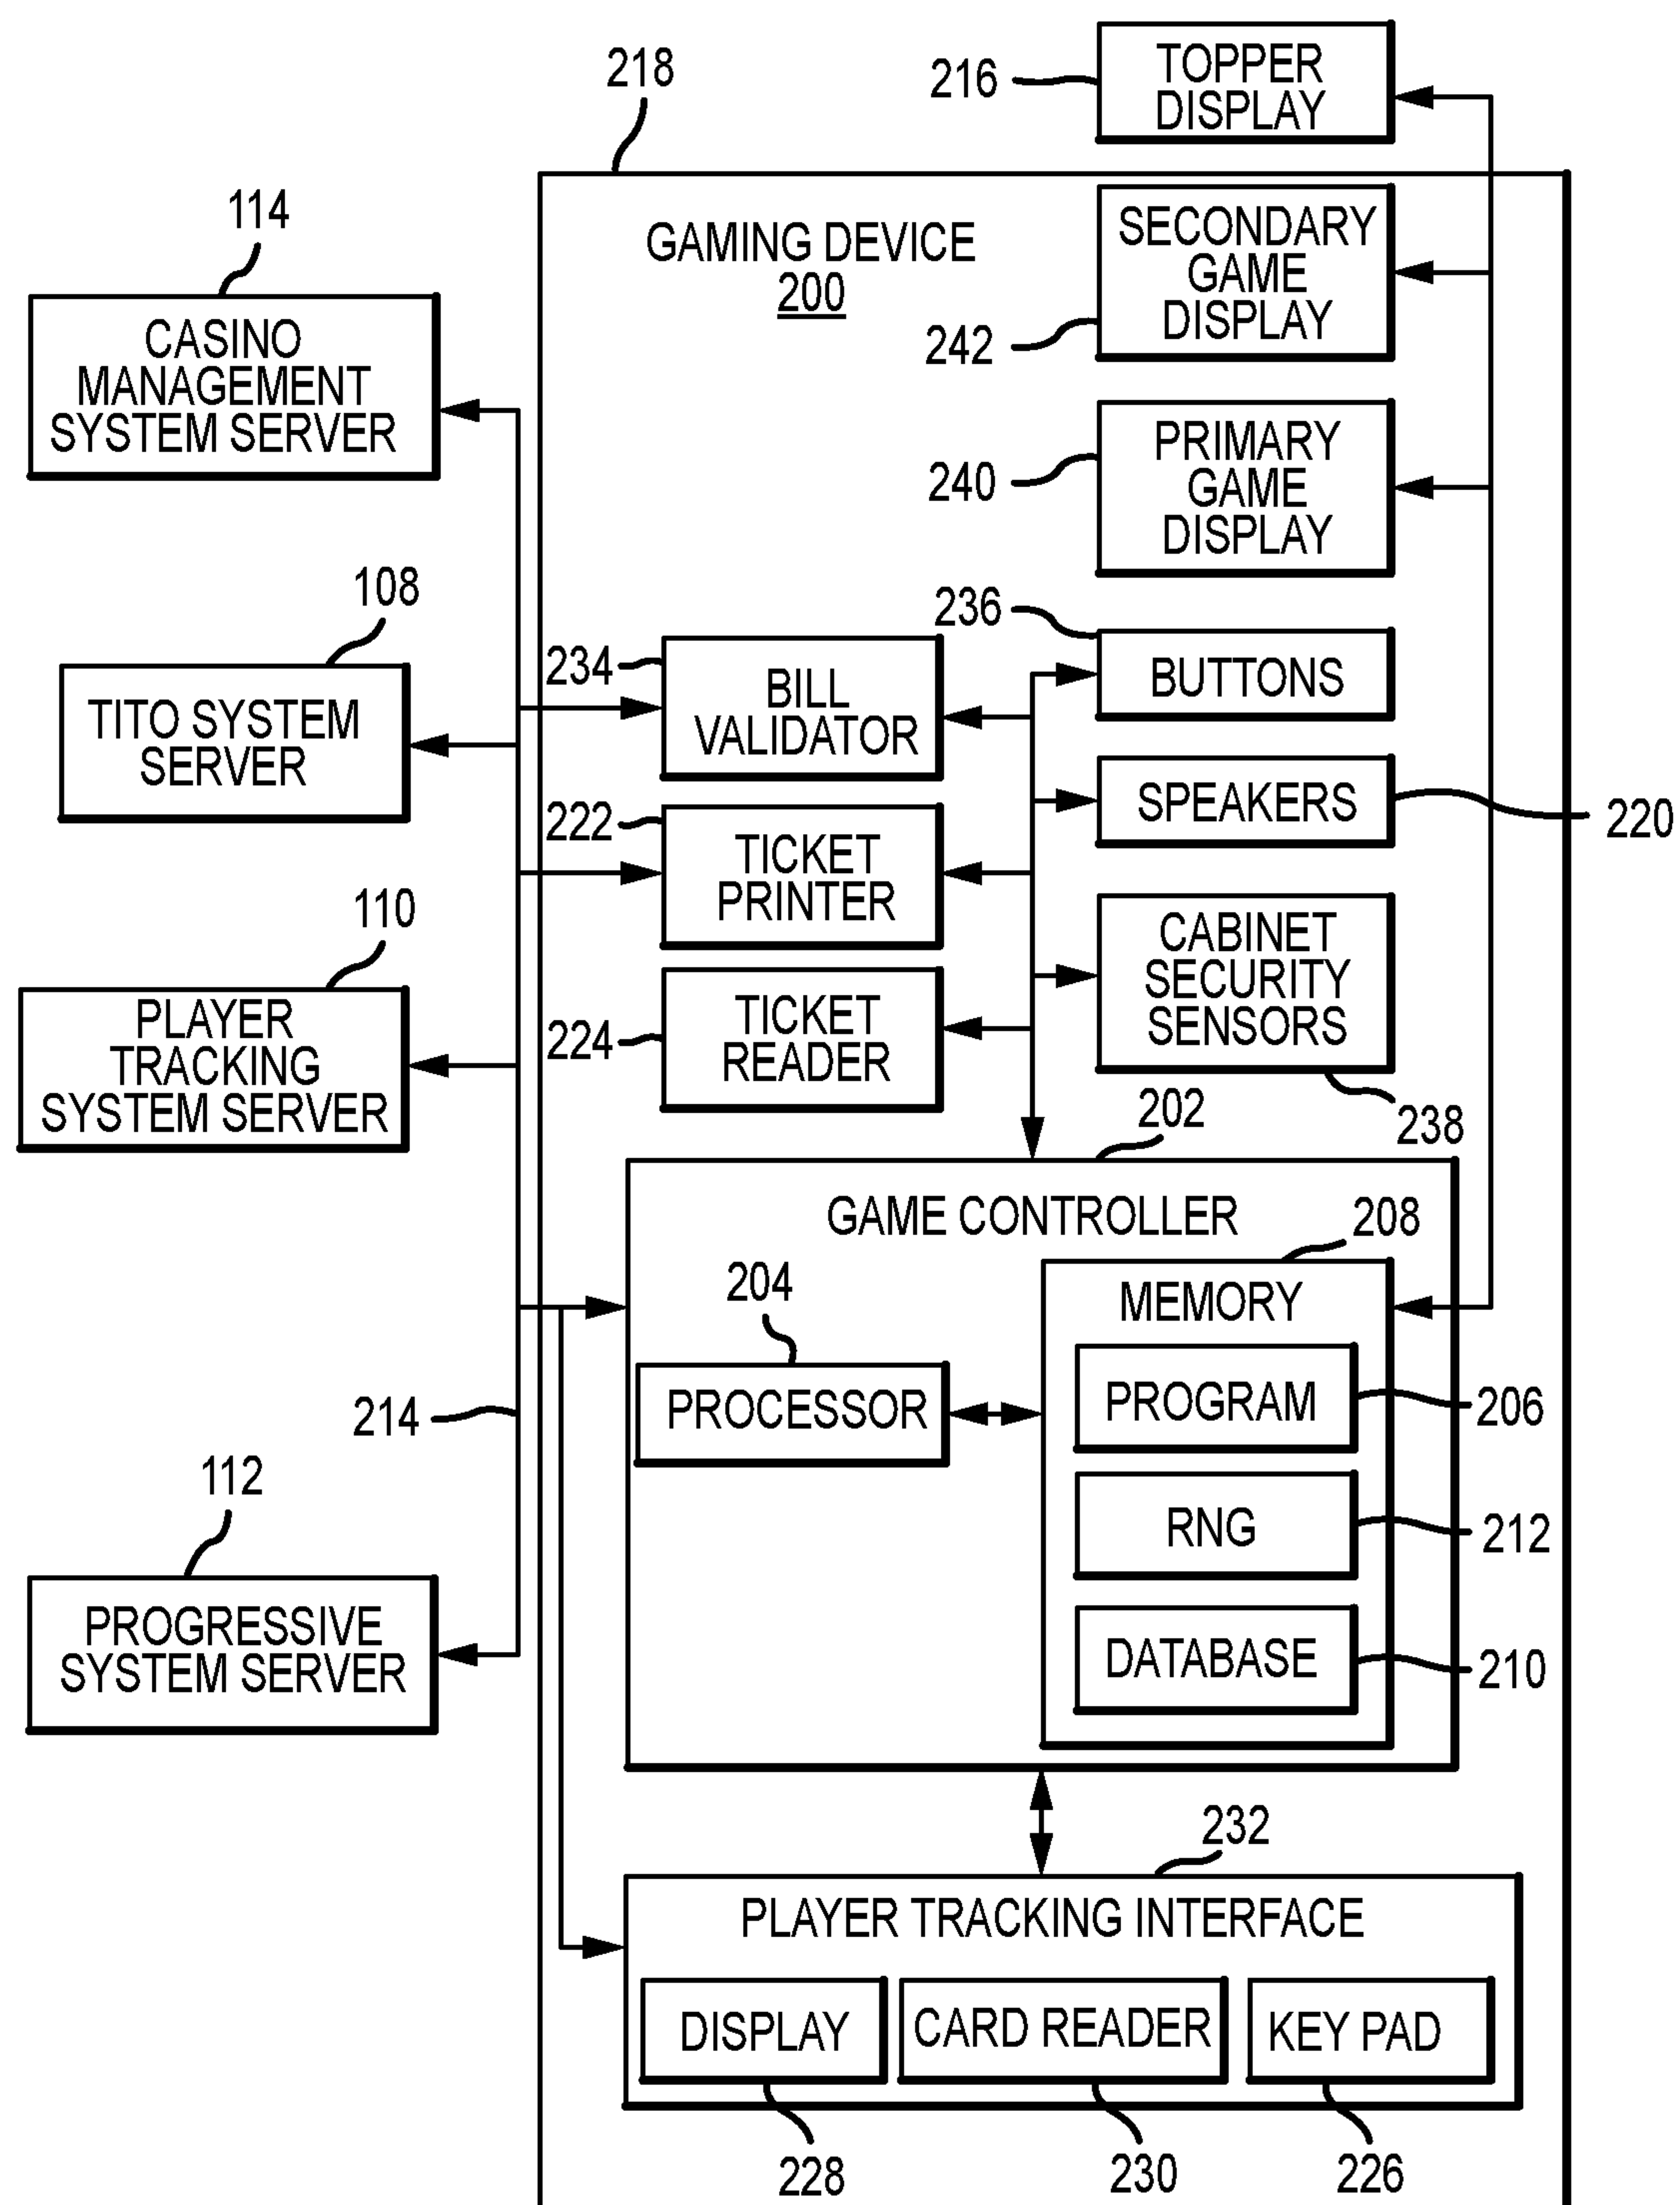 218
216
TOPPER
DISPLAY
114
GAMING DEVICE
200
SECONDARY
GAME
DISPLAY
242
CASINO
MANAGEMENT
SYSTEM SERVER
240
PRIMARY
GAME
DISPLAY
108
236
234
BILL
VALIDATOR
BUTTONS
TITO SYSTEM
SERVER
222
TICKET
PRINTER
SPEAKERS
220
110
CABINET
SECURITY
SENSORS
PLAYER
TRACKING
SYSTEM SERVER
224
TICKET
READER
202
238
GAME CONTROLLER
208
204
MEMORY
PROCESSOR
PROGRAM
206
214
112
RNG
212
PROGRESSIVE
SYSTEM SERVER
DATABASE
210
232
PLAYER TRACKING INTERFACE
DISPLAY
CARD READER
KEY PAD
228
230
226